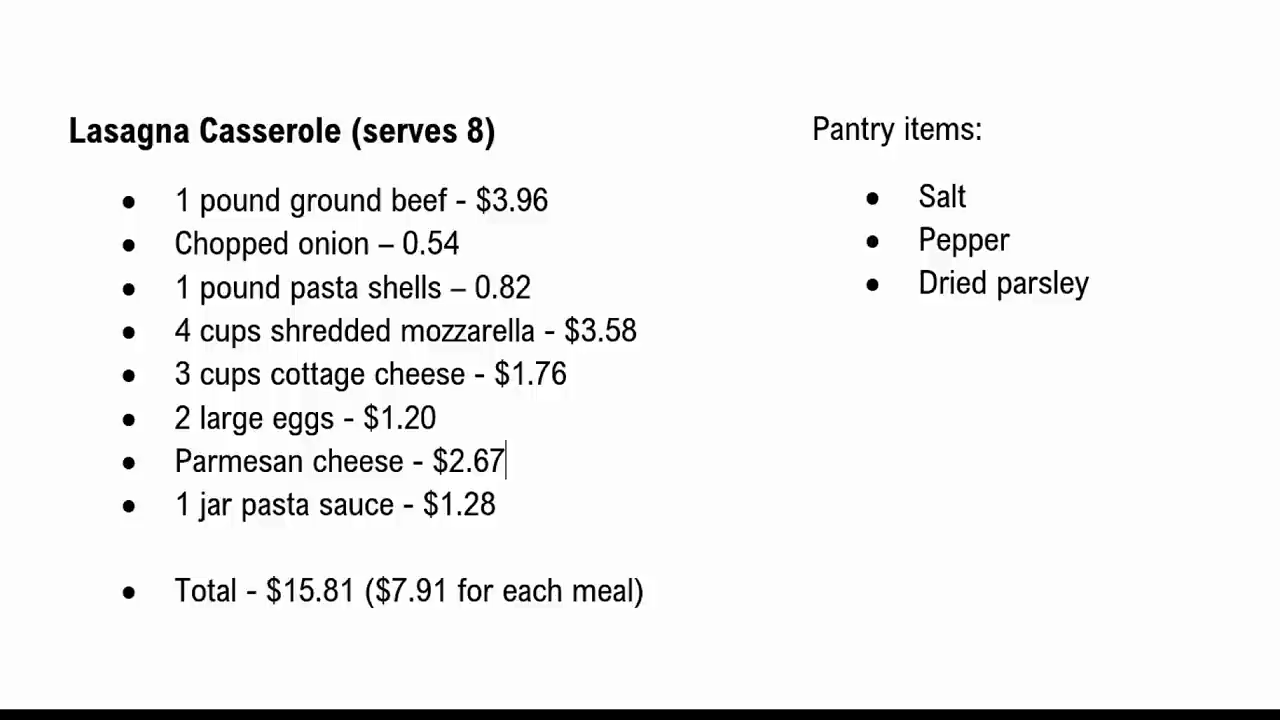 Lasagna Casserole (serves 8)
• 1 pound ground beef - $3.96
• Chopped onion – 0.54
• 1 pound pasta shells – 0.82
• 4 cups shredded mozzarella - $3.58
• 3 cups cottage cheese - $1.76
• 2 large eggs - $1.20
• Parmesan cheese - $2.67
• 1 jar pasta sauce - $1.28
• Total - $15.81 ($7.91 for each meal)
Pantry items:
• Salt
• Pepper
• Dried parsley